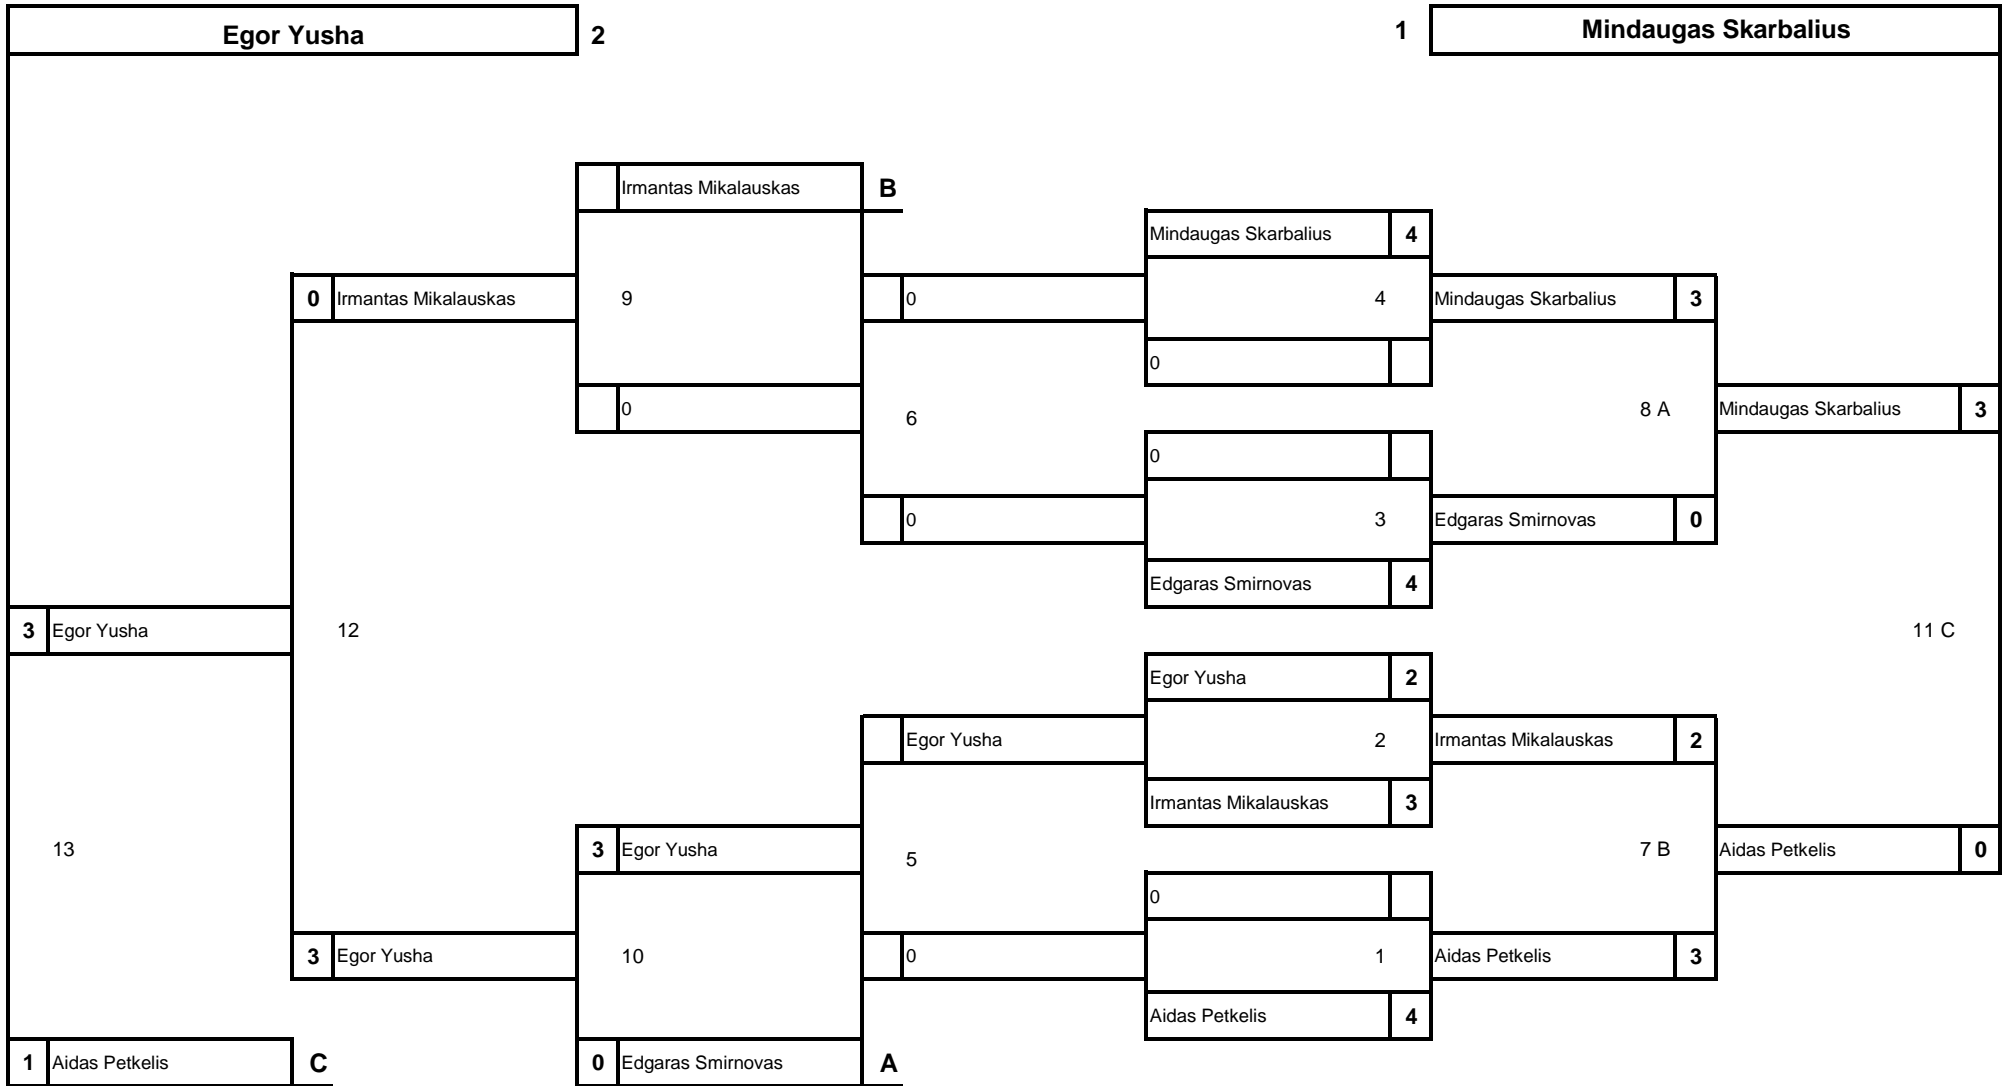 Egor Yusha 2 1 Mindaugas Skarbalius
Irmantas Mikalauskas B
Mindaugas Skarbalius 4
0 Irmantas Mikalauskas 9 0 4 Mindaugas Skarbalius 3
0
0 6 8 A Mindaugas Skarbalius 3
0
0 3 Edgaras Smirnovas 0
Edgaras Smirnovas 4
3 Egor Yusha 12 11 C
Egor Yusha 2
Egor Yusha 2 Irmantas Mikalauskas 2
Irmantas Mikalauskas 3
13 3 Egor Yusha 5 7 B Aidas Petkelis 0
0
3 Egor Yusha 10 0 1 Aidas Petkelis 3
Aidas Petkelis 4
1 Aidas Petkelis C 0 Edgaras Smirnovas A